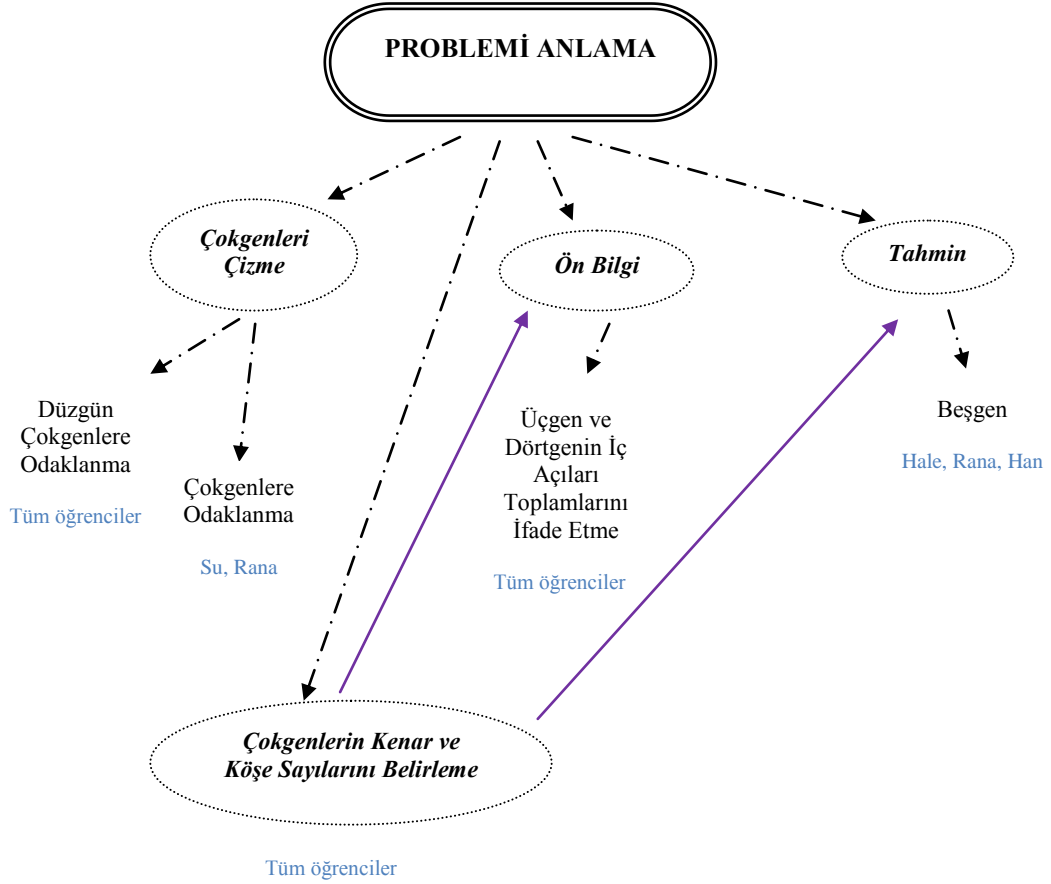 PROBLEMİ ANLAMA
Çokgenleri
Çizme
Ön Bilgi
Tahmin
Düzgün
Çokgenlere
Odaklanma
Tüm öğrenciler
Çokgenlere
Odaklanma
Su, Rana
Üçgen ve
Dörtgenin İç
Açıları
Toplamlarını
İfade Etme
Tüm öğrenciler
Beşgen
Hale, Rana, Han
Çokgenlerin Kenar ve
Köşe Sayılarını Belirleme
Tüm öğrenciler